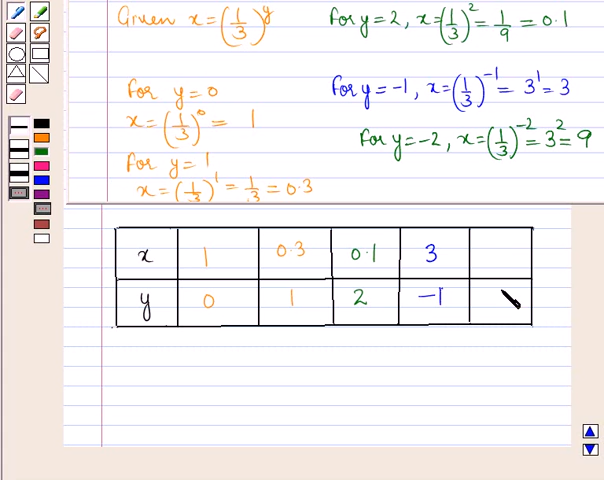 Given x = (1/3)^y
For y = 0
x = (1/3)^0 = 1
For y = 1
x = (1/3)^1 = 1/3 = 0.3
For y = 2, x = (1/3)^2 = 1/9 = 0.1
For y = -1, x = (1/3)^-1 = 3^1 = 3
For y = -2, x = (1/3)^-2 = 3^2 = 9
x 1 0.3 0.1 3
y 0 1 2 -1